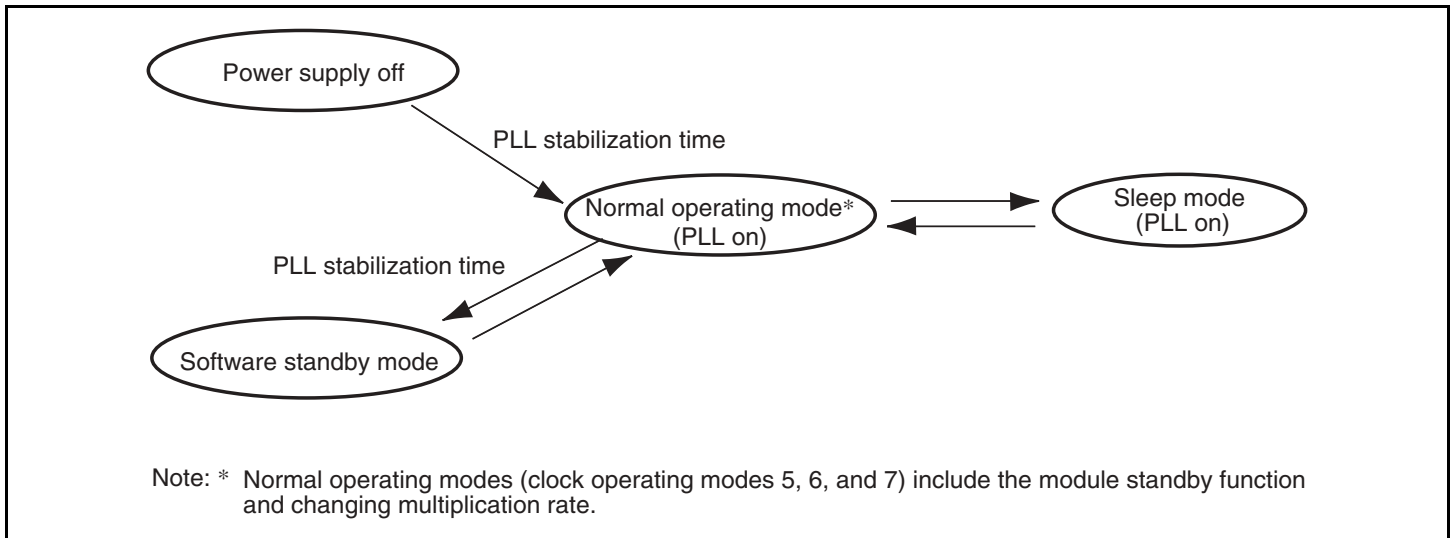 Power supply off
PLL stabilization time
Normal operating mode*
(PLL on)
Sleep mode
(PLL on)
PLL stabilization time
Software standby mode
Note: * Normal operating modes (clock operating modes 5, 6, and 7) include the module standby function
and changing multiplication rate.